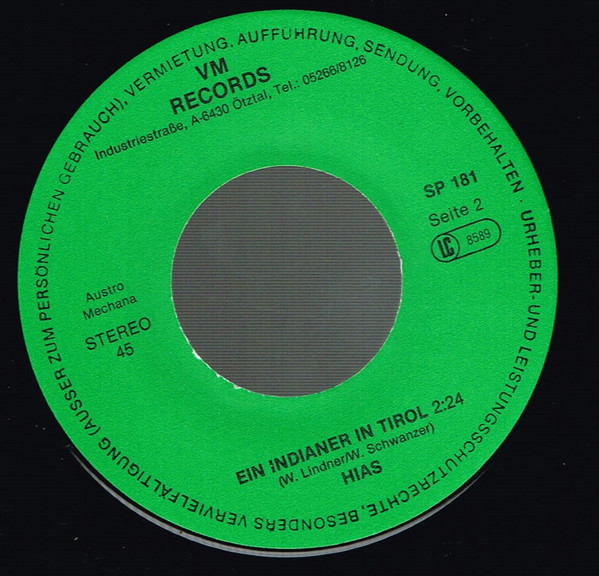 VM
RECORDS
Industriestraße, A-6430 Ötztal, Tel.: 05266/8126
SP 181
Seite 2
LC 8589
Austro
Mechana
STEREO
45
EIN INDIANER IN TIROL 2:24
(W. Lindner/W. Schwanzer)
HIAS
URHEBER- UND LEISTUNGSSCHUTZRECHTE, BESONDERS VERVIELFÄLTIGUNG (AUSSER ZUM PERSÖNLICHEN GEBRAUCH), VERMIETUNG, AUFFÜHRUNG, SENDUNG, VORBEHALTEN ·